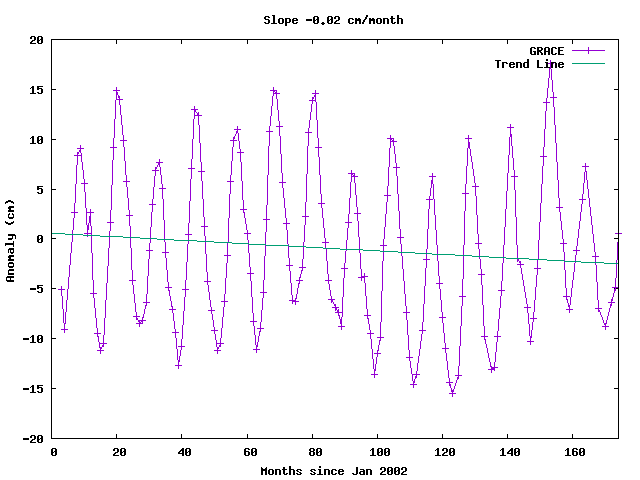 Slope -0.02 cm/month
GRACE
Trend Line
20
15
10
5
0
-5
-10
-15
-20
Anomaly (cm)
0 20 40 60 80 100 120 140 160
Months since Jan 2002